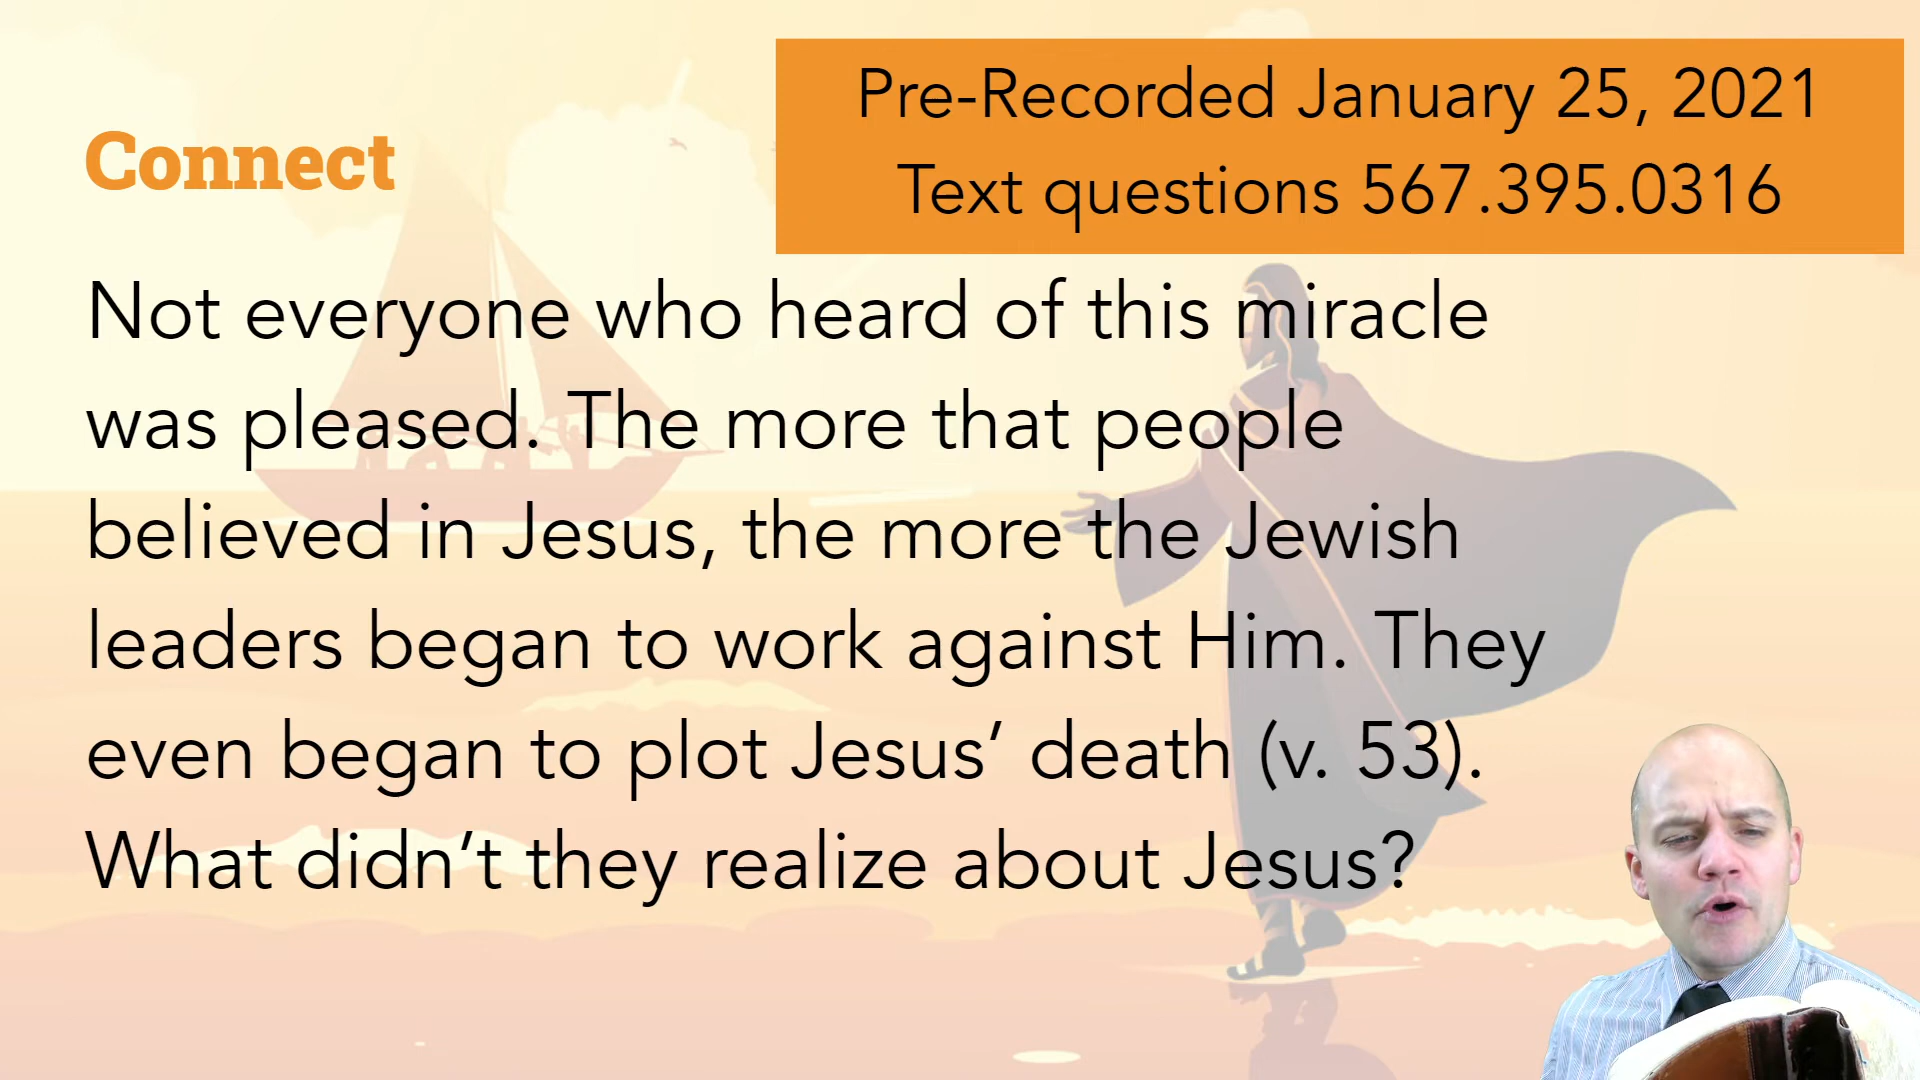 Pre-Recorded January 25, 2021
Text questions 567.395.0316
Connect
Not everyone who heard of this miracle
was pleased. The more that people
believed in Jesus, the more the Jewish
leaders began to work against Him. They
even began to plot Jesus’ death (v. 53).
What didn’t they realize about Jesus?